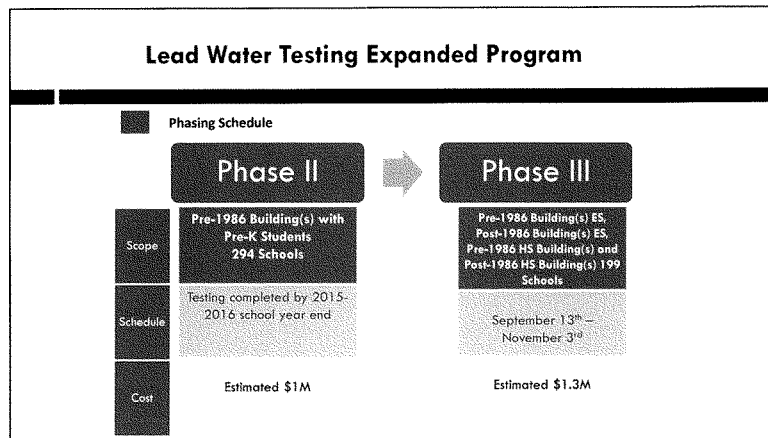 Lead Water Testing Expanded Program
Phasing Schedule
Phase II
Phase III
Scope
Pre-1986 Building(s) with
Pre-K Students
294 Schools
Pre-1986 Building(s) ES,
Post-1986 Building(s) ES,
Pre-1986 HS Building(s) and
Post-1986 HS Building(s) 199
Schools
Schedule
Testing completed by 2015-
2016 school year end
September 13th –
November 3rd
Cost
Estimated $1M
Estimated $1.3M